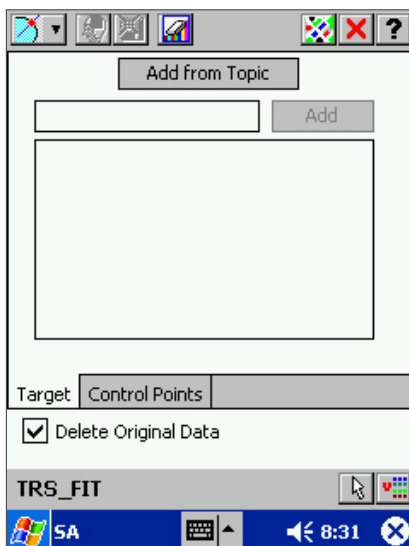 ?
Add from Topic
Add
Target Control Points
Delete Original Data
TRS_FIT
SA 8:31